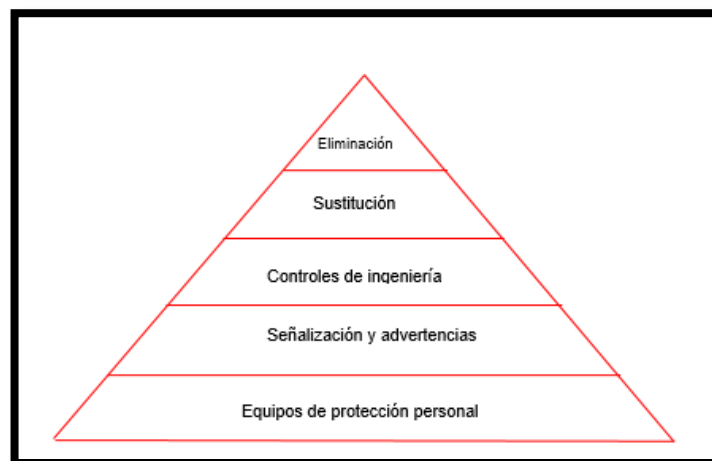 Eliminación
Sustitución
Controles de ingeniería
Señalización y advertencias
Equipos de protección personal